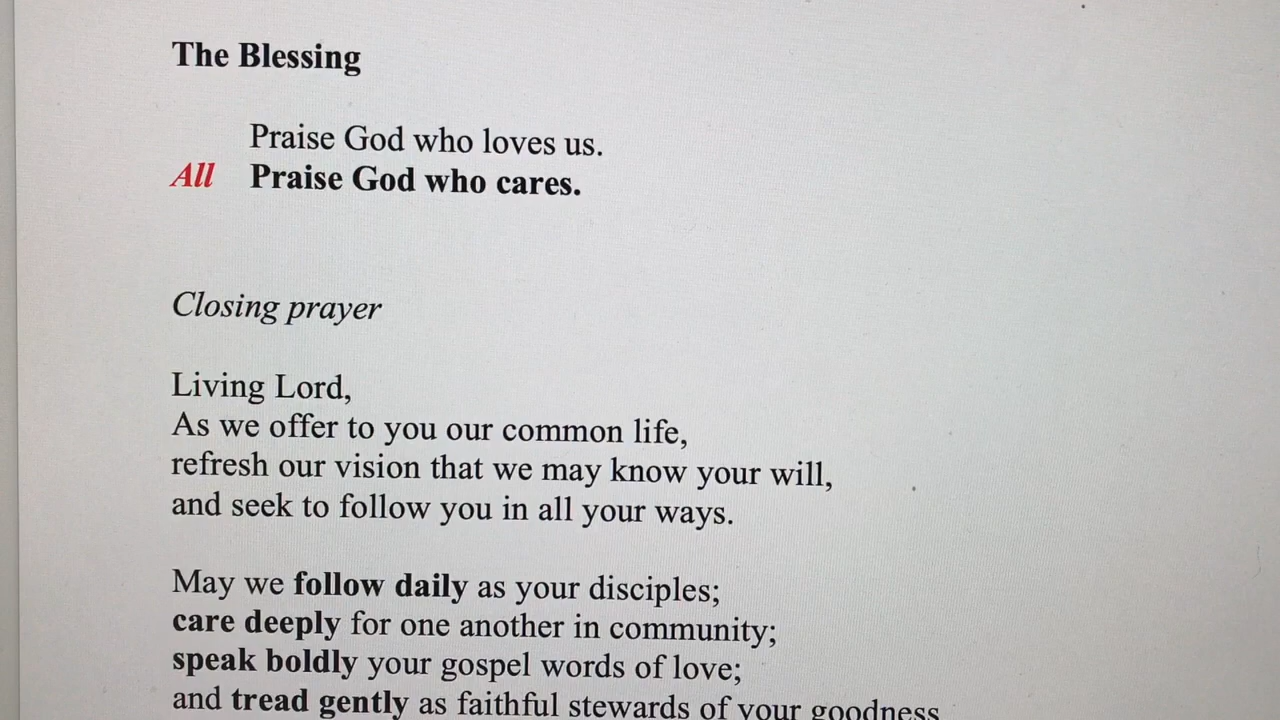 The Blessing
Praise God who loves us.
All Praise God who cares.
Closing prayer
Living Lord,
As we offer to you our common life,
refresh our vision that we may know your will,
and seek to follow you in all your ways.
May we follow daily as your disciples;
care deeply for one another in community;
speak boldly your gospel words of love;
and tread gently as faithful stewards of your goodness